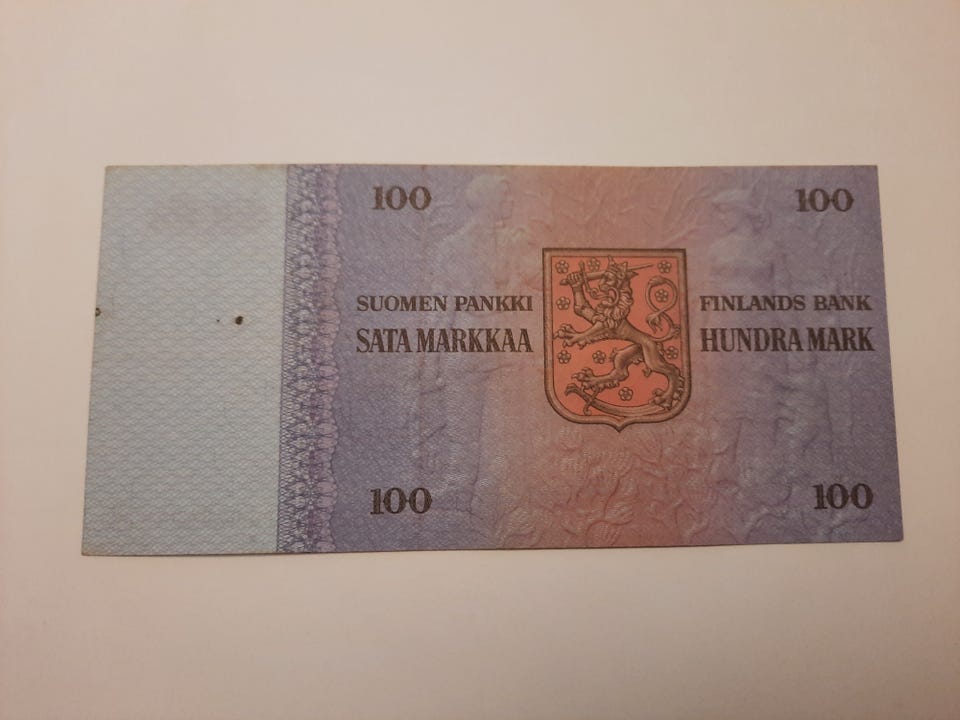 100 100
SUOMEN PANKKI FINLANDS BANK
SATA MARKKAA HUNDRA MARK
100 100